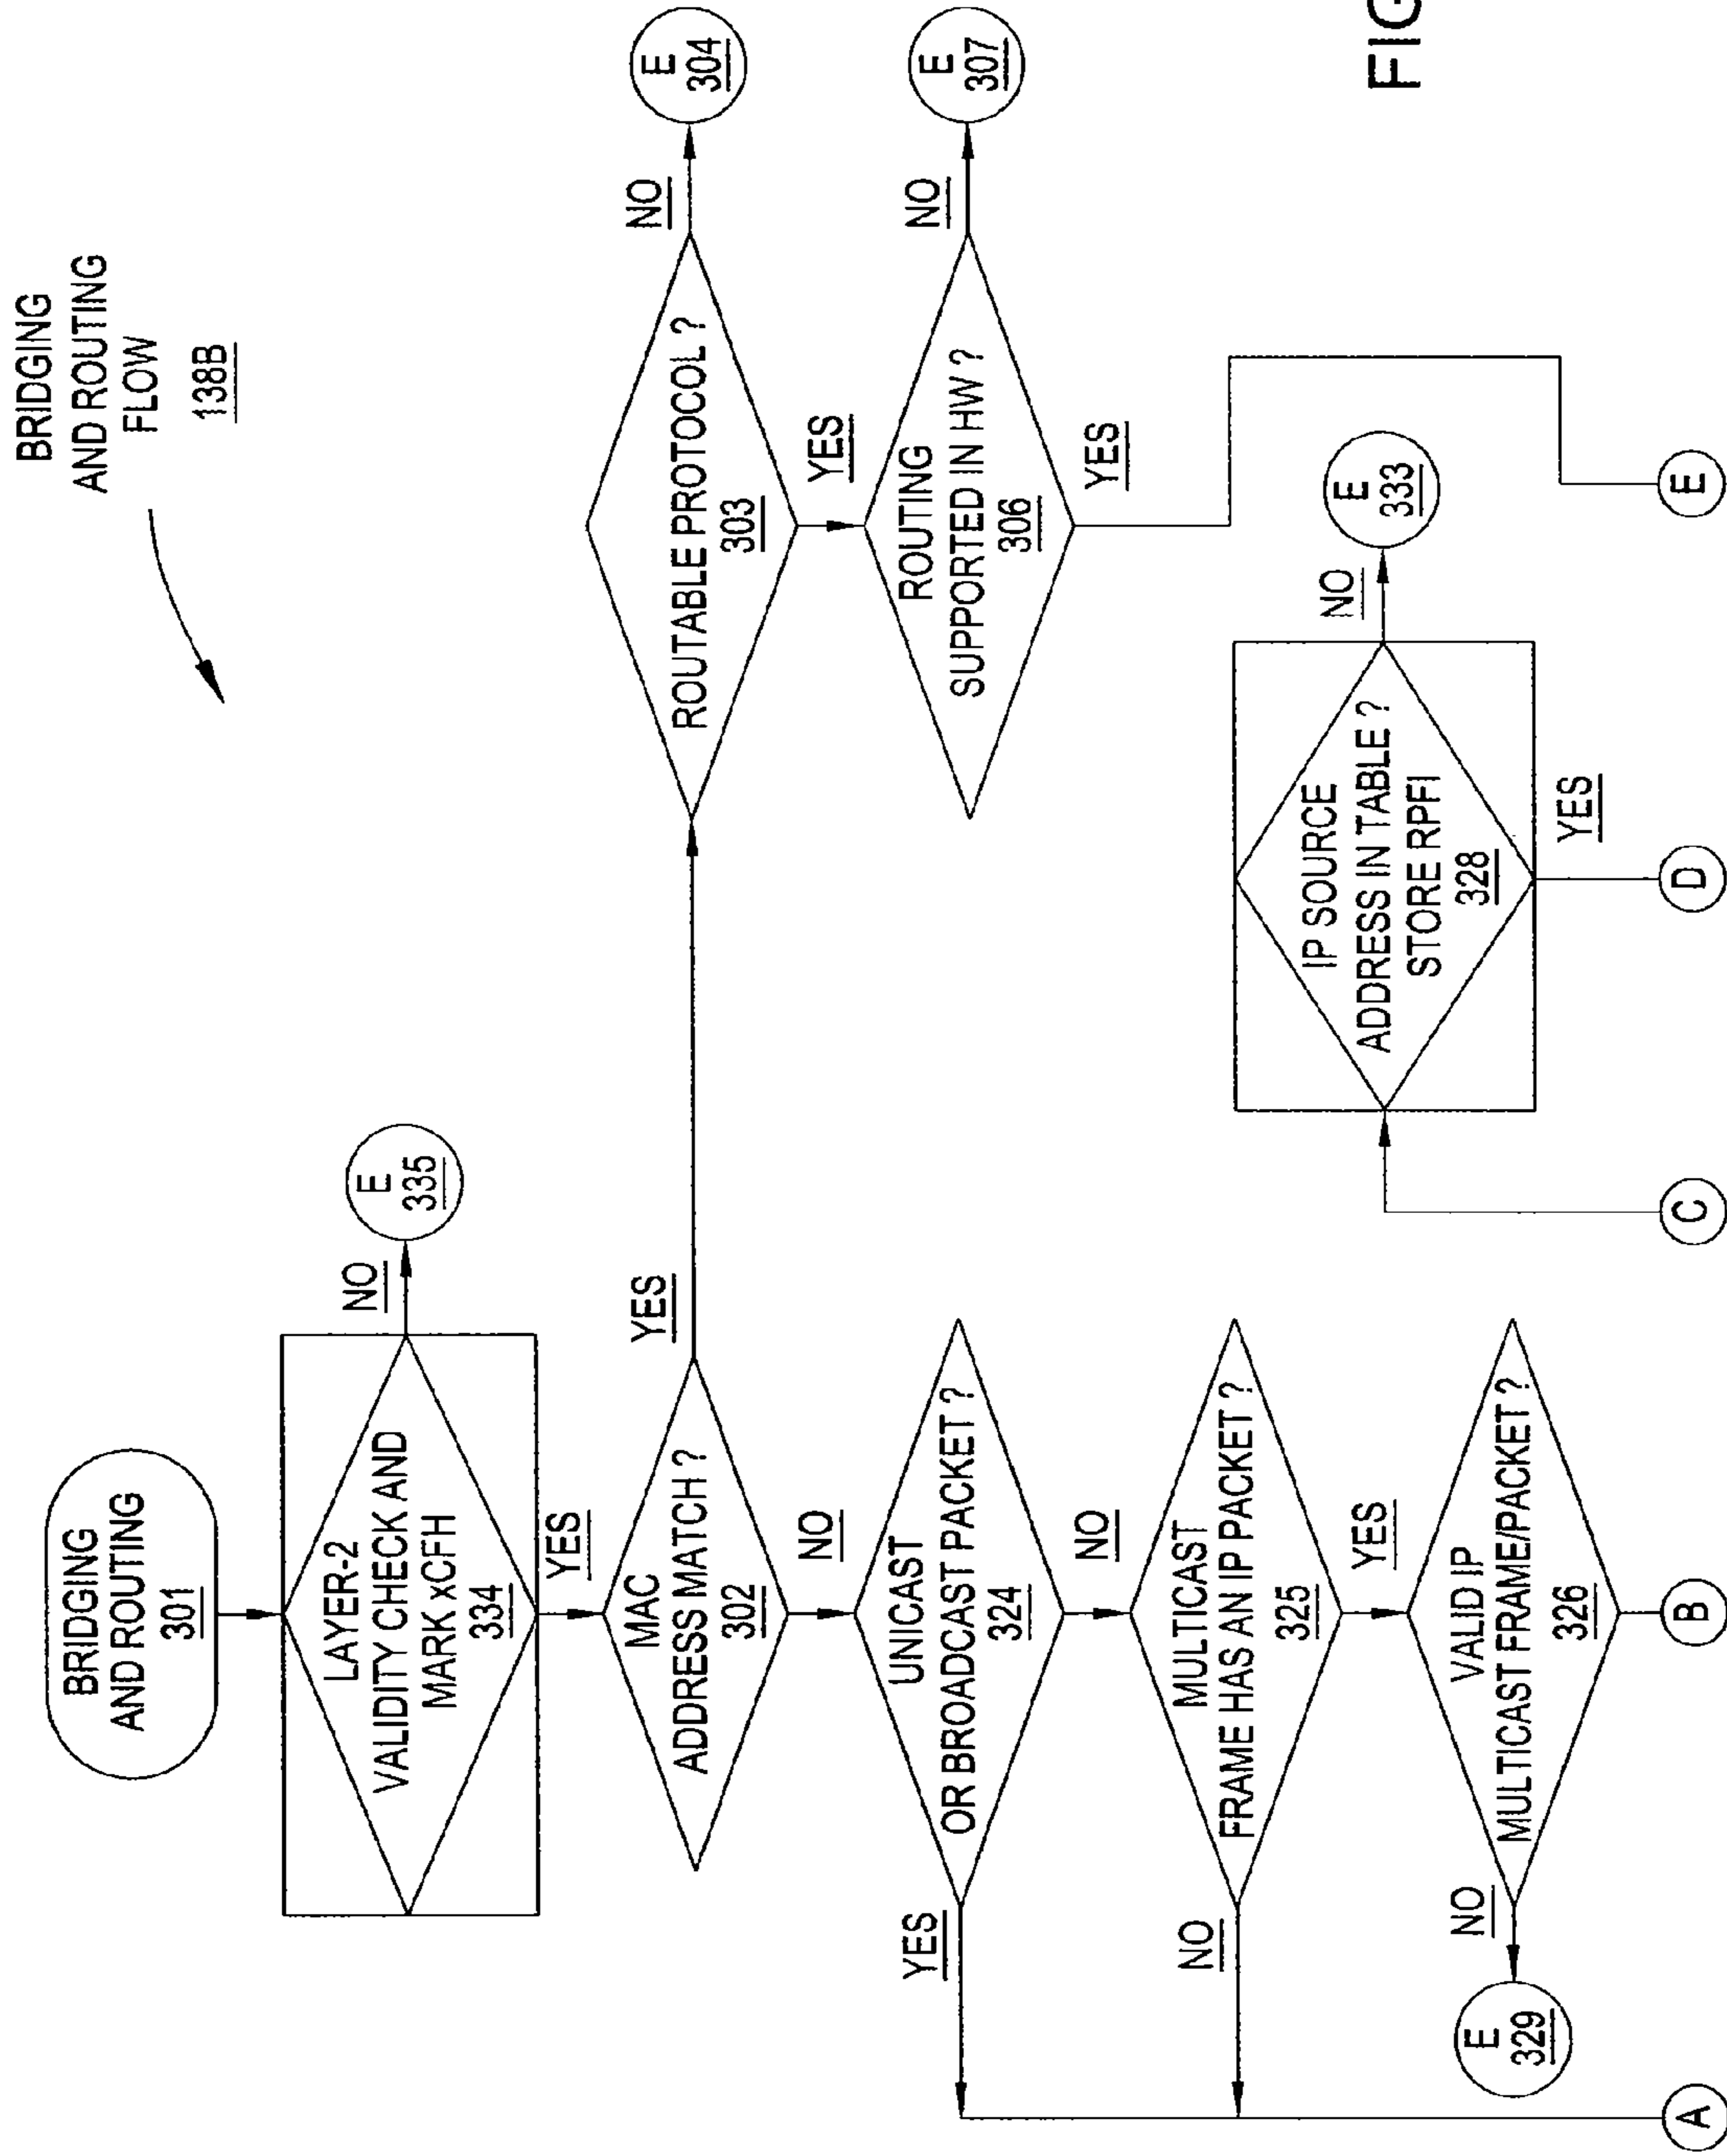 BRIDGING
AND ROUTING
FLOW
138B
BRIDGING
AND ROUTING
301
LAYER-2
VALIDITY CHECK AND
MARK xCFH
334
NO
E
335
YES
MAC
ADDRESS MATCH ?
302
YES
NO
ROUTABLE PROTOCOL ?
303
NO
E
304
YES
ROUTING
SUPPORTED IN HW ?
306
NO
E
307
YES
UNICAST
OR BROADCAST PACKET ?
324
YES
NO
MULTICAST
FRAME HAS AN IP PACKET ?
325
NO
YES
VALID IP
MULTICAST FRAME/PACKET ?
326
NO
E
329
IP SOURCE
ADDRESS IN TABLE ?
STORE RPFI
328
NO
E
333
YES
A
B
C
D
E
FIG